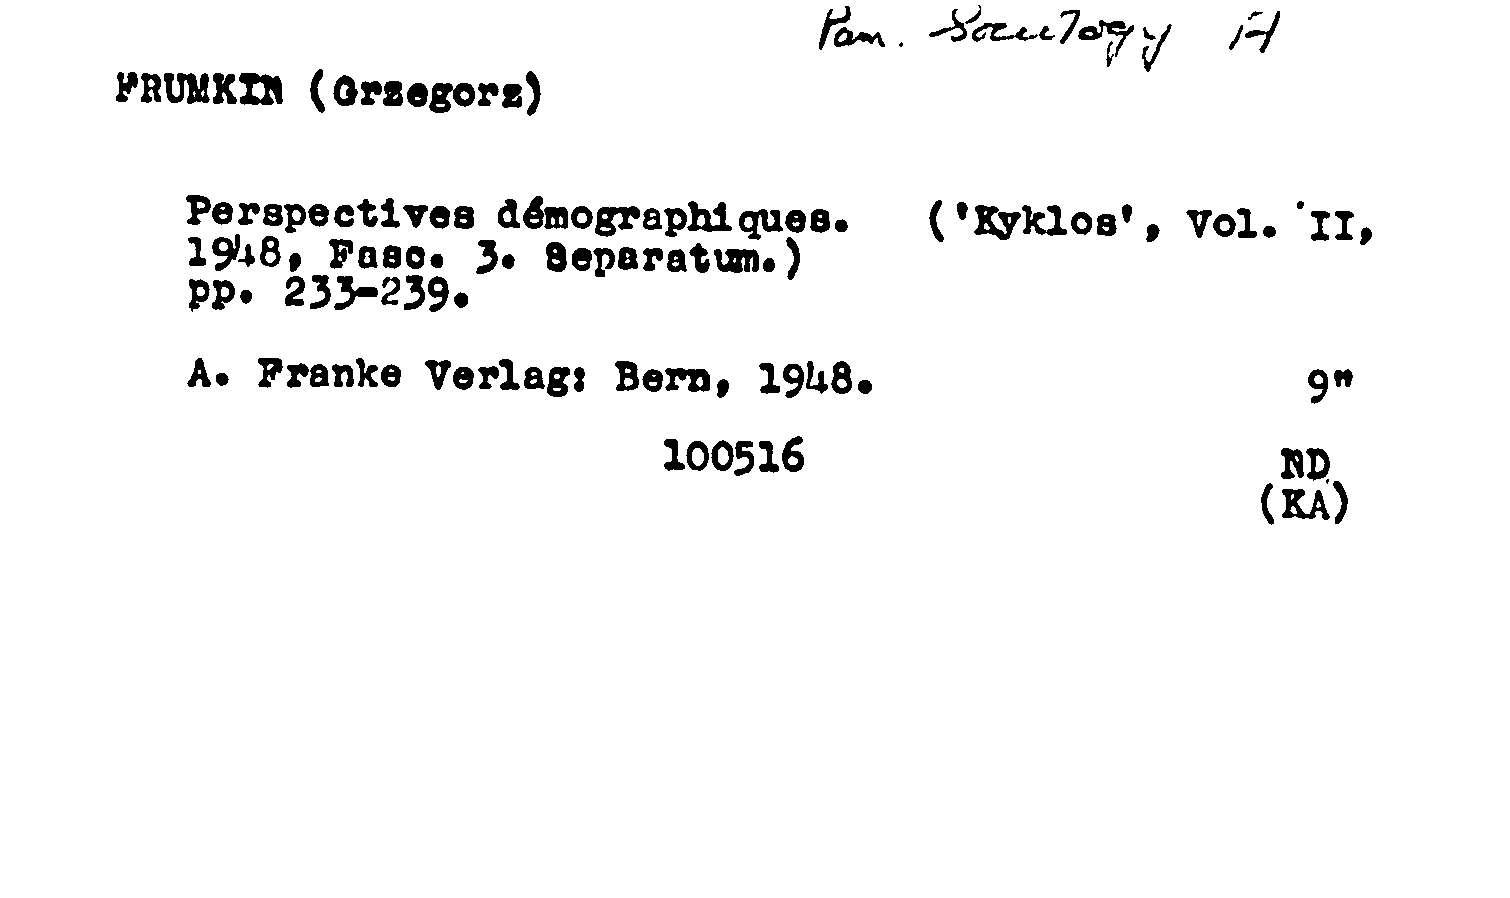 Pam. Sociology A
FRUMKIN (Grzegorz)
Perspectives démographiques. ('Kyklos', Vol. II,
1948, Fasc. 3. Separatum.)
pp. 233-239.
A. Franke Verlag: Bern, 1948. 9"
100516
ND
(KA)